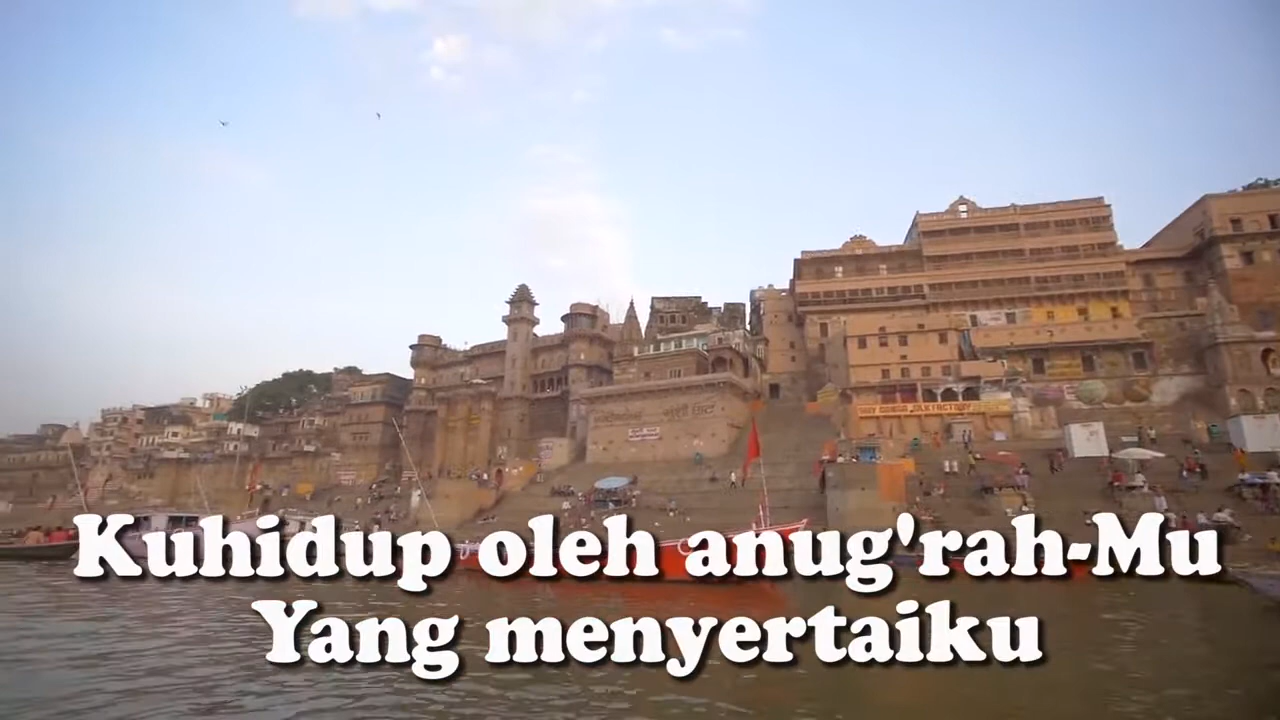 मुंशी घाट
Kuhidup oleh anug'rah-Mu
Yang menyertaiku